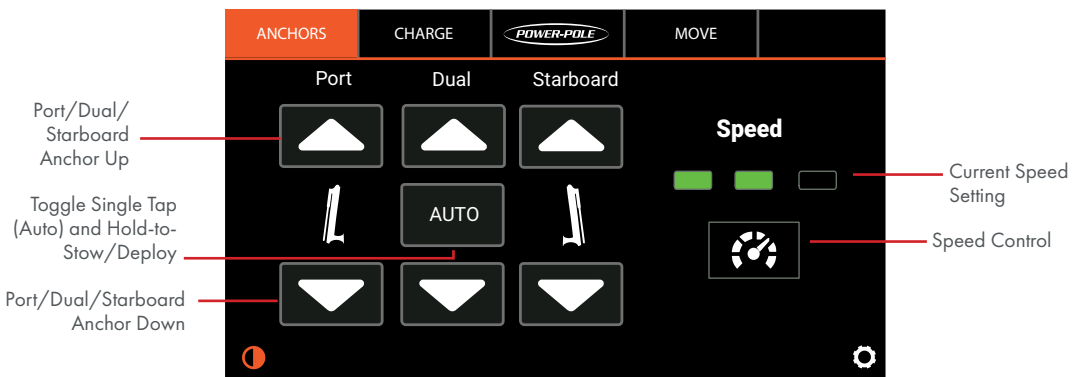 ANCHORS
CHARGE
POWER-POLE
MOVE
Port
Dual
Starboard
Port/Dual/
Starboard
Anchor Up
Speed
Current Speed
Setting
Toggle Single Tap
(Auto) and Hold-to-
Stow/Deploy
AUTO
Speed Control
Port/Dual/Starboard
Anchor Down